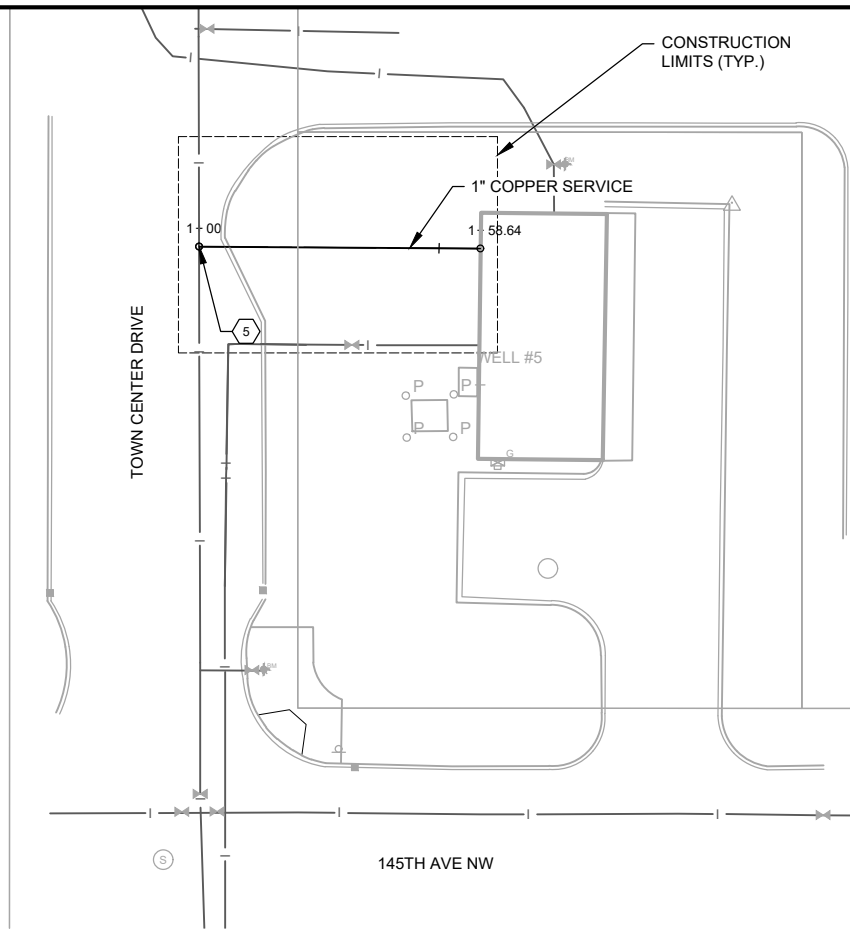 CONSTRUCTION
LIMITS (TYP.)
1" COPPER SERVICE
1+00
1+58.64
5
TOWN CENTER DRIVE
WELL #5
P
P
P
P
G
S
145TH AVE NW